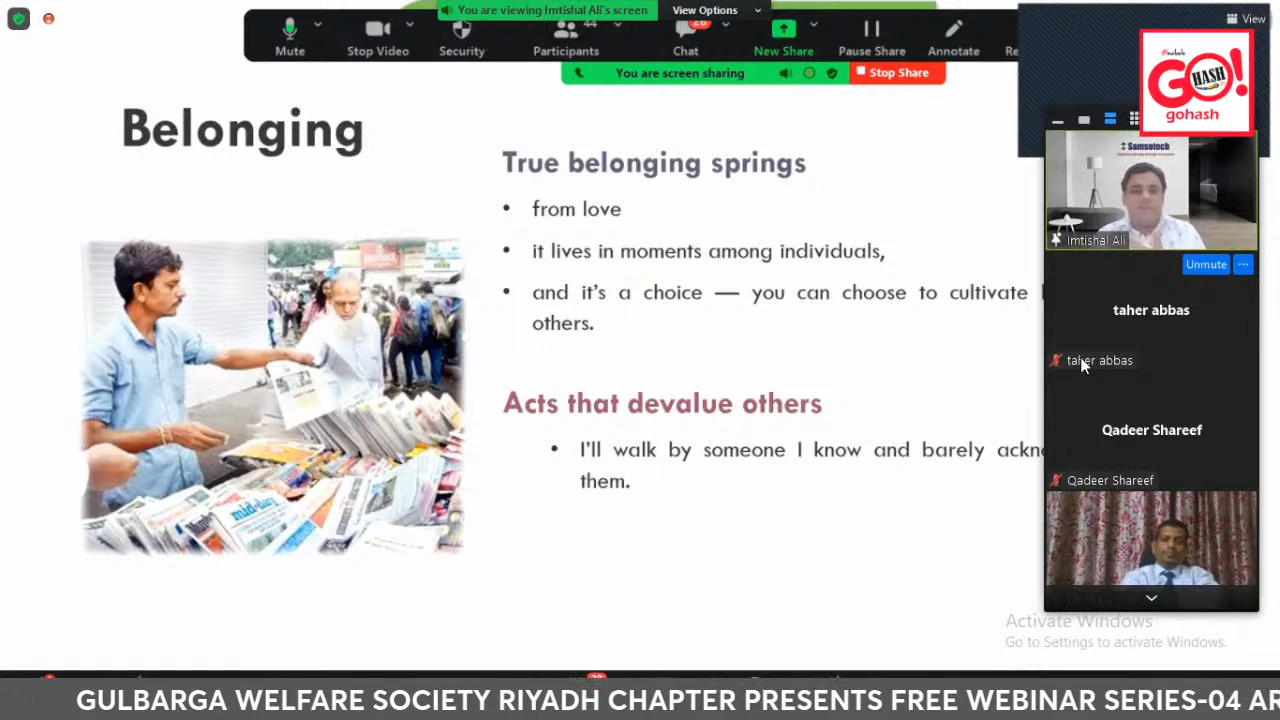 You are viewing Imtishal Ali's screen
View Options
View
Mute
Stop Video
Security
44
Participants
Chat
New Share
Pause Share
Annotate
You are screen sharing
Stop Share
GO!
HASH
gohash
Belonging
True belonging springs
• from love
• it lives in moments among individuals,
• and it's a choice — you can choose to cultivate
others.
Acts that devalue others
• I'll walk by someone I know and barely ackn
them.
mid-day
Samsotech
Imtishal Ali
Unmute
taher abbas
taher abbas
Qadeer Shareef
Qadeer Shareef
Activate Windows
Go to Settings to activate Windows.
GULBARGA WELFARE SOCIETY RIYADH CHAPTER PRESENTS FREE WEBINAR SERIES-04 AR